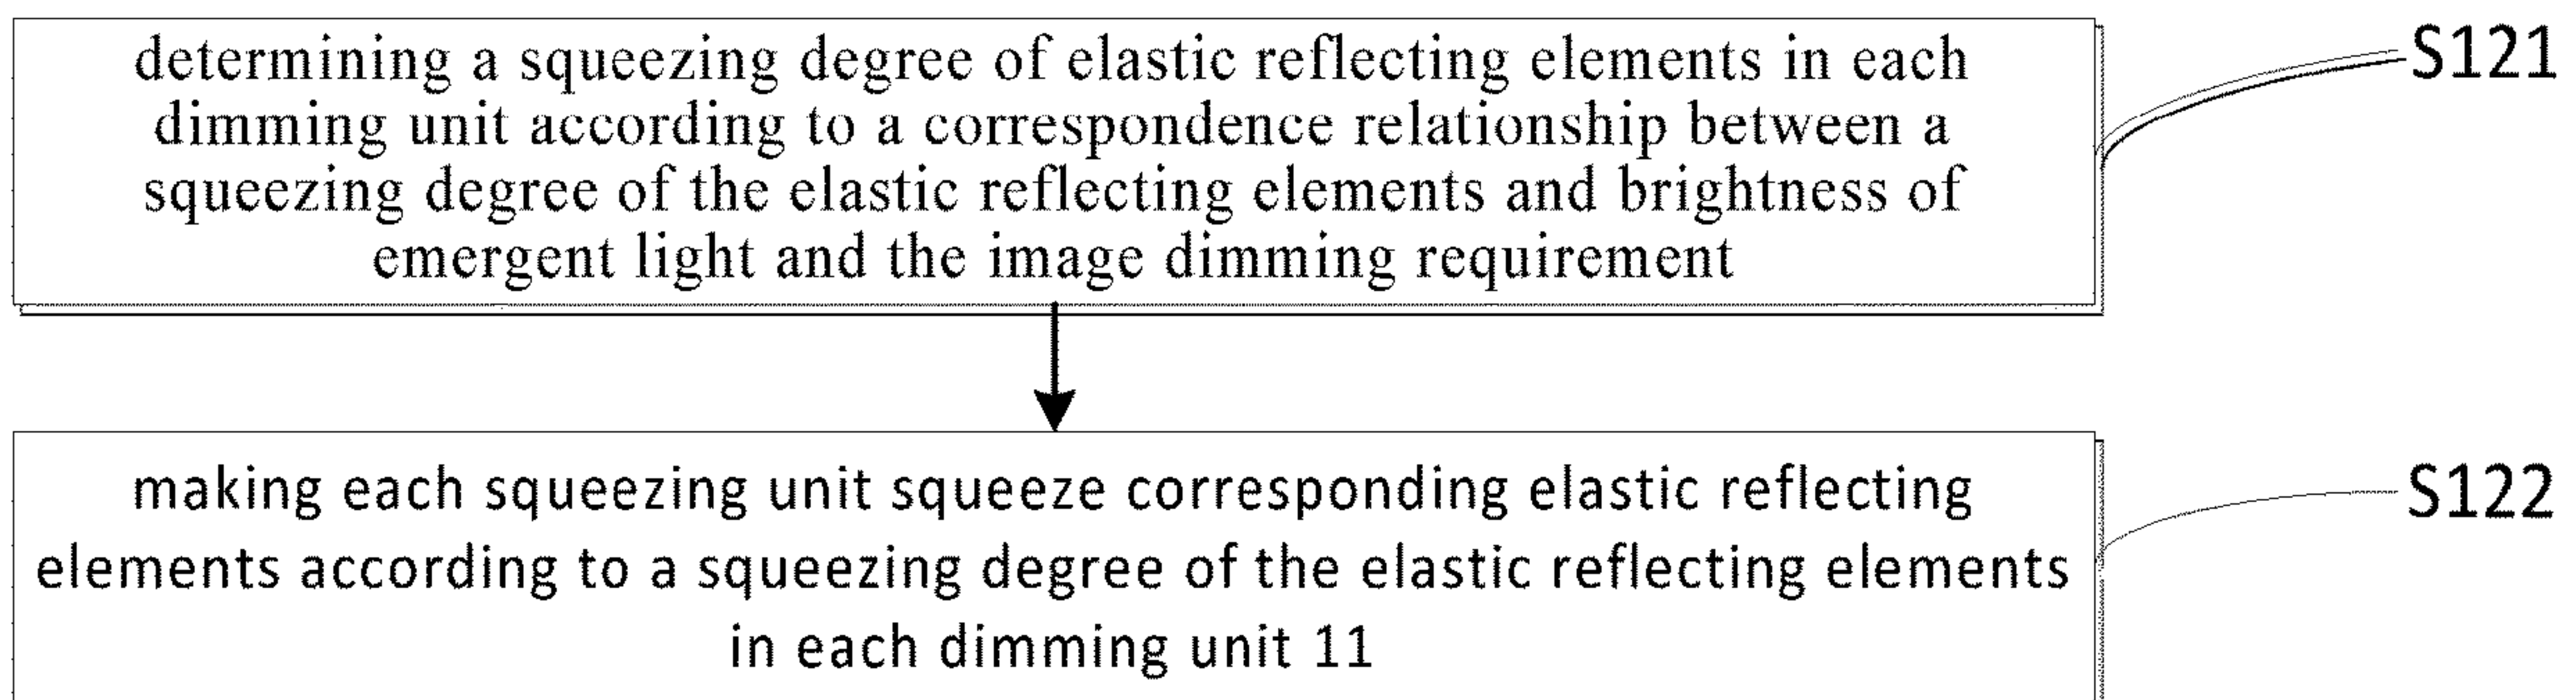 determining a squeezing degree of elastic reflecting elements in each
dimming unit according to a correspondence relationship between a
squeezing degree of the elastic reflecting elements and brightness of
emergent light and the image dimming requirement
S121
making each squeezing unit squeeze corresponding elastic reflecting
elements according to a squeezing degree of the elastic reflecting elements
in each dimming unit 11
S122